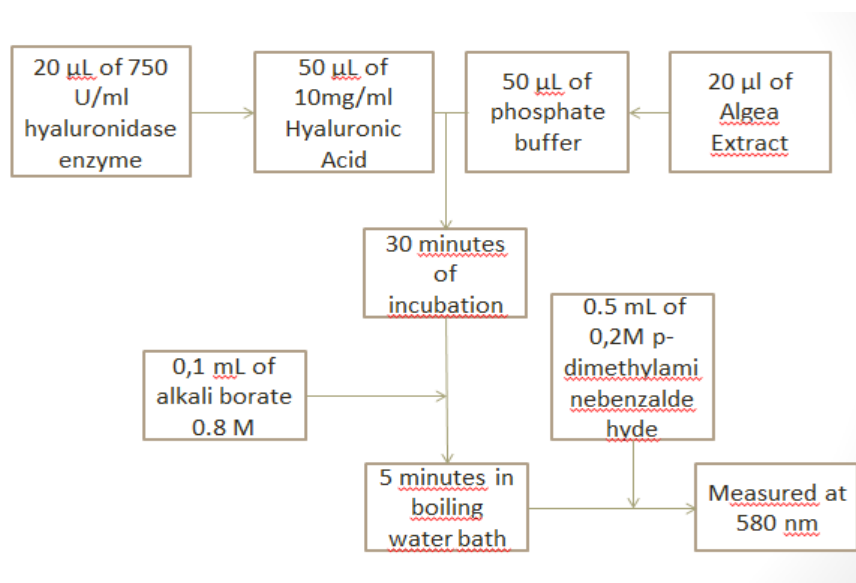 20 µL of 750
U/ml
hyaluronidase
enzyme
50 µL of
10mg/ml
Hyaluronic
Acid
50 µL of
phosphate
buffer
20 µl of
Algea
Extract
30 minutes
of
incubation
0.5 mL of
0,2M p-
dimethylami
nebenzalde
hyde
0,1 mL of
alkali borate
0.8 M
5 minutes in
boiling
water bath
Measured at
580 nm